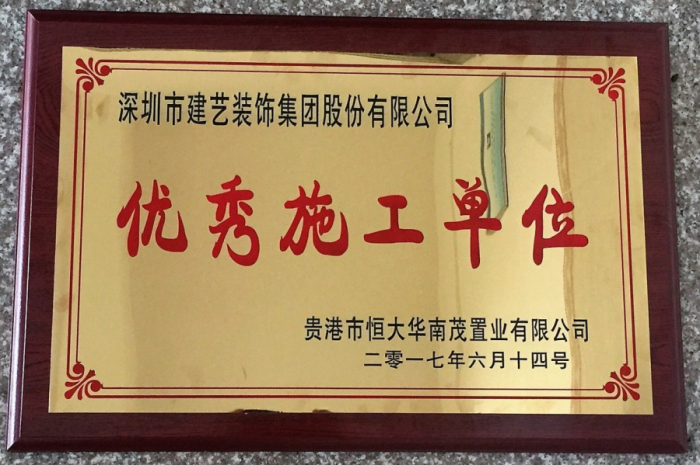 深圳市建艺装饰集团股份有限公司
优秀施工单位
贵港市恒大华南茂置业有限公司
二零一七年六月十四号